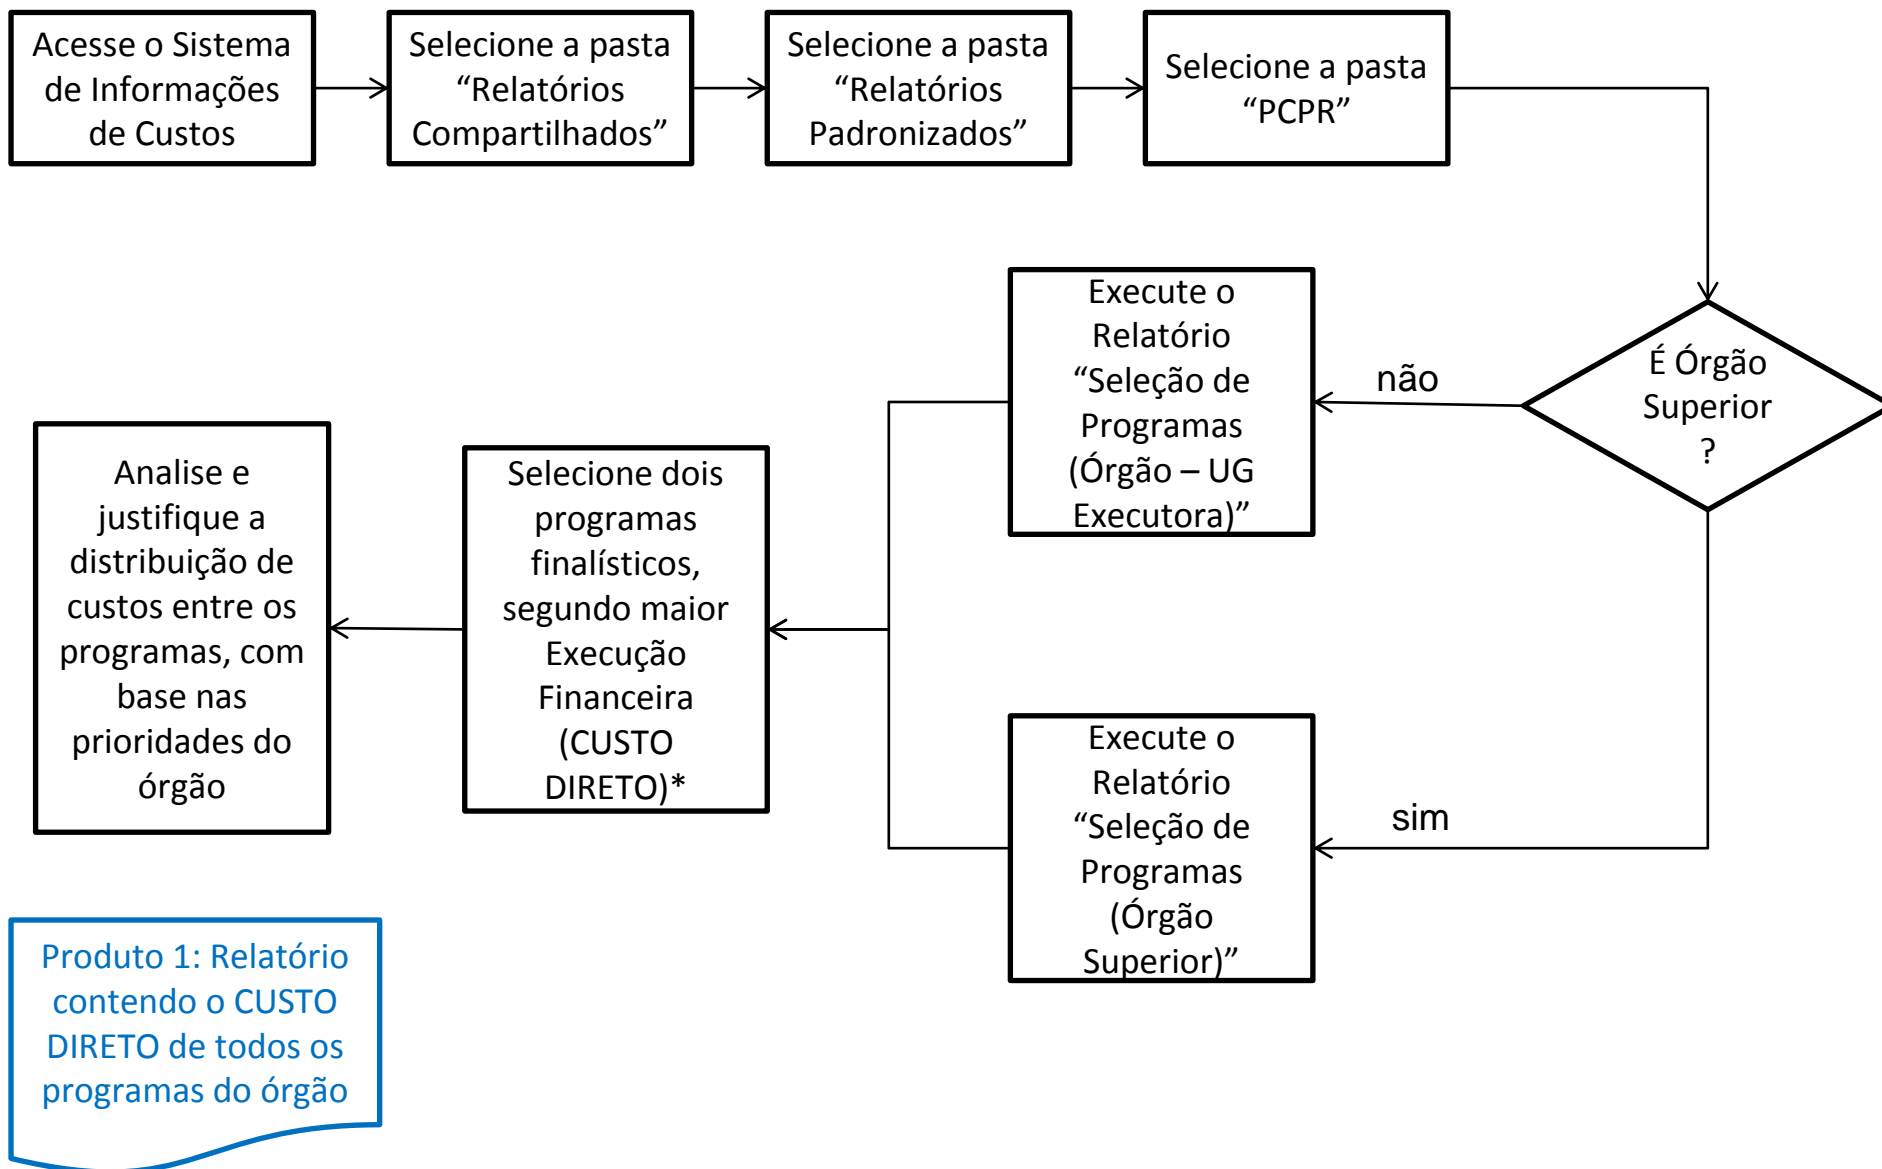 Acesse o Sistema
de Informações
de Custos
Selecione a pasta
“Relatórios
Compartilhados”
Selecione a pasta
“Relatórios
Padronizados”
Selecione a pasta
“PCPR”
É Órgão
Superior
?
não
Execute o
Relatório
“Seleção de
Programas
(Órgão – UG
Executora)”
sim
Execute o
Relatório
“Seleção de
Programas
(Órgão
Superior)”
Selecione dois
programas
finalísticos,
segundo maior
Execução
Financeira
(CUSTO
DIRETO)*
Analise e
justifique a
distribuição de
custos entre os
programas, com
base nas
prioridades do
órgão
Produto 1: Relatório
contendo o CUSTO
DIRETO de todos os
programas do órgão